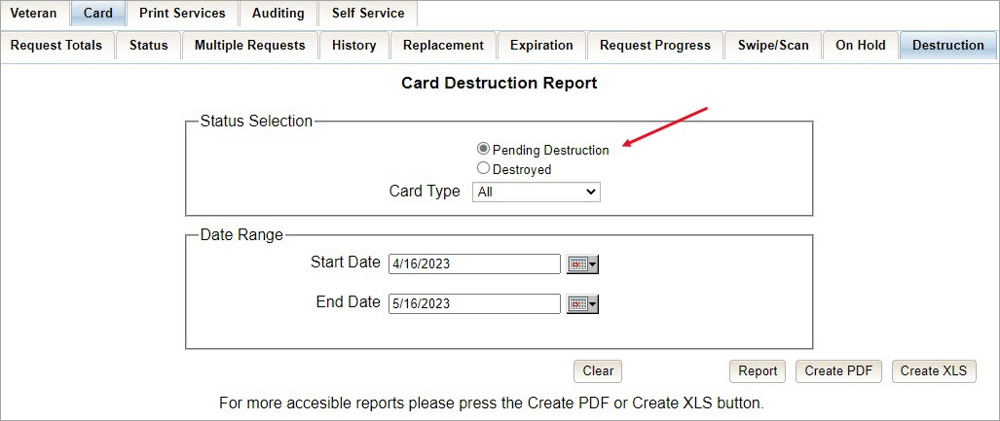 Veteran Card Print Services Auditing Self Service
Request Totals Status Multiple Requests History Replacement Expiration Request Progress Swipe/Scan On Hold Destruction
Card Destruction Report
Status Selection
Pending Destruction
Destroyed
Card Type All
Date Range
Start Date 4/16/2023
End Date 5/16/2023
Clear Report Create PDF Create XLS
For more accesible reports please press the Create PDF or Create XLS button.